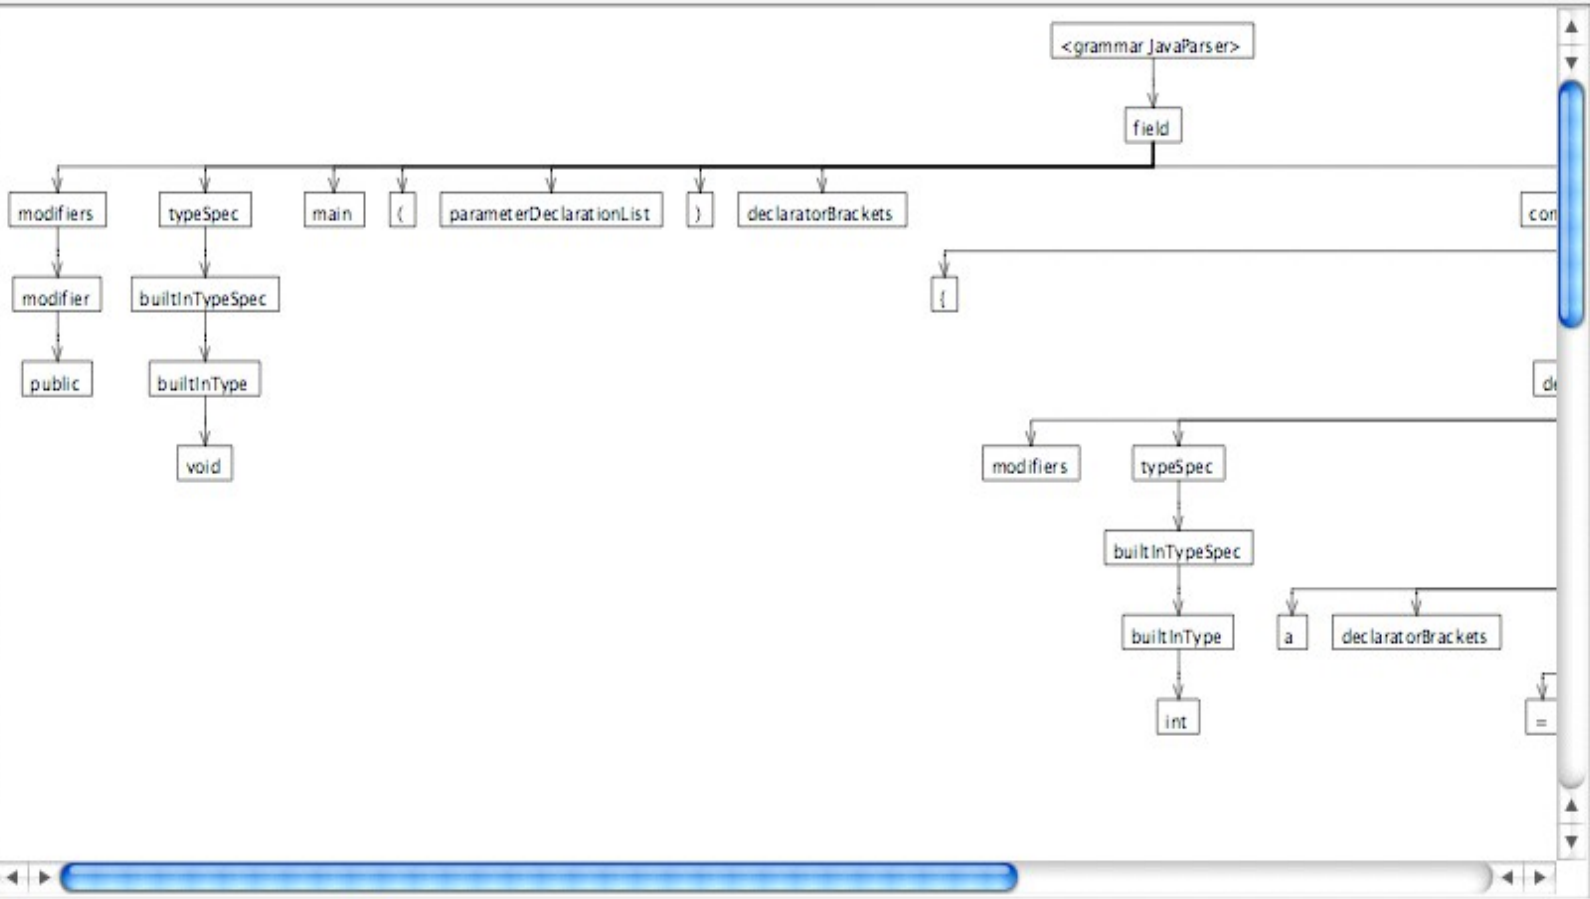 <grammar JavaParser>
field
modifiers typeSpec main ( parameterDeclarationList ) declaratorBrackets
modifier builtInTypeSpec {
public builtInType
void modifiers typeSpec
builtInTypeSpec
builtInType a declaratorBrackets
int =